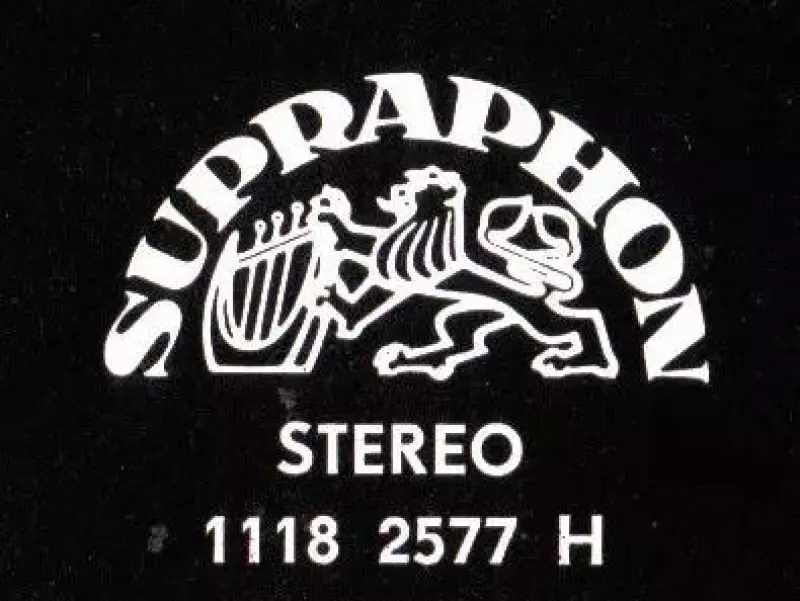 SUPRAPHON
STEREO
1118 2577 H